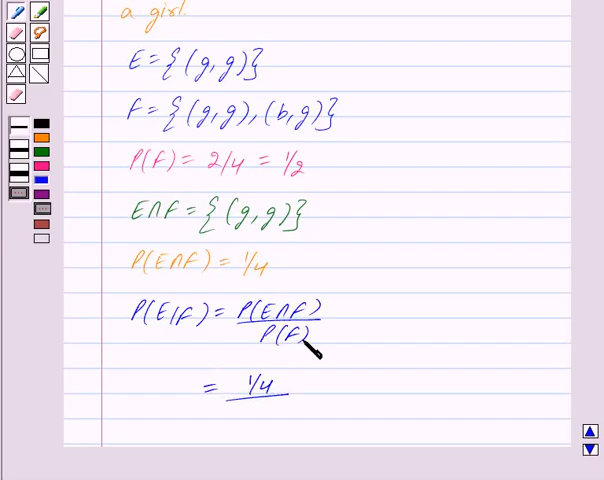 a girl.
E = {(g,g)}
F = {(g,g),(b,g)}
P(F) = 2/4 = 1/2
E∩F = {(g,g)}
P(E∩F) = 1/4
P(E|F) = P(E∩F)
P(F)
= 1/4